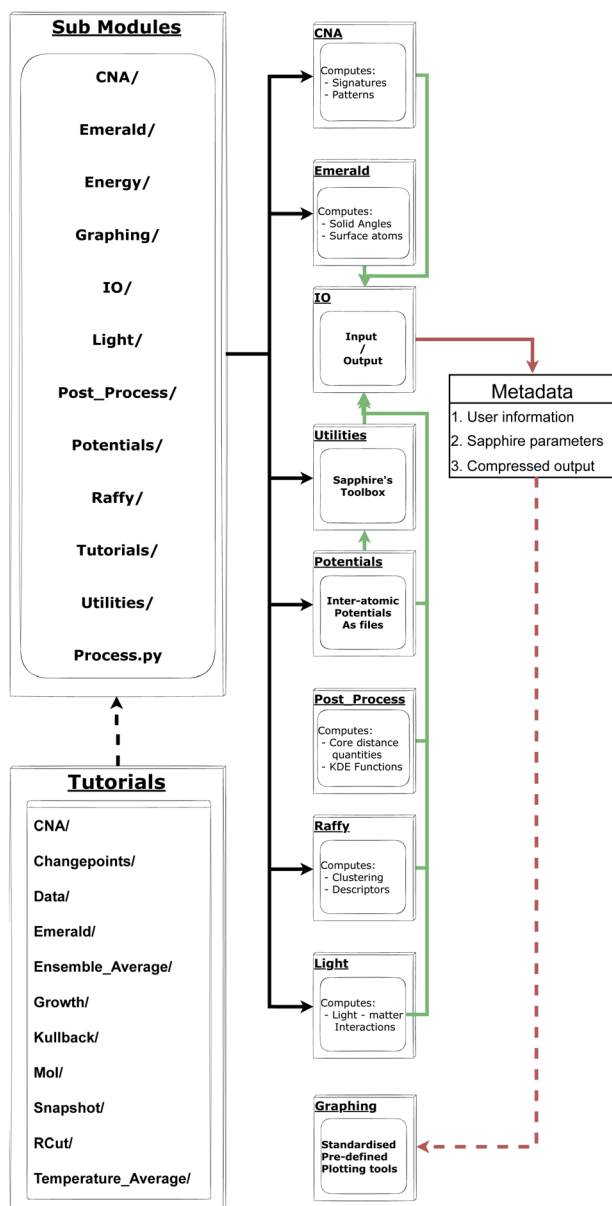 Sub Modules
CNA/
Emerald/
Energy/
Graphing/
IO/
Light/
Post_Process/
Potentials/
Raffy/
Tutorials/
Utilities/
Process.py
Tutorials
CNA/
Changepoints/
Data/
Emerald/
Ensemble_Average/
Growth/
Kullback/
Mol/
Snapshot/
RCut/
Temperature_Average/
CNA
Computes:
- Signatures
- Patterns
Emerald
Computes:
- Solid Angles
- Surface atoms
IO
Input
/
Output
Utilities
Sapphire's
Toolbox
Potentials
Inter-atomic
Potentials
As files
Post_Process
Computes:
- Core distance
quantities
- KDE Functions
Raffy
Computes:
- Clustering
- Descriptors
Light
Computes:
- Light - matter
Interactions
Graphing
Standardised
Pre-defined
Plotting tools
Metadata
1. User information
2. Sapphire parameters
3. Compressed output